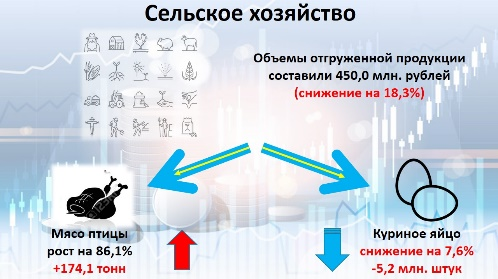 Сельское хозяйство
Объемы отгруженной продукции
составили 450,0 млн. рублей
(снижение на 18,3%)
Мясо птицы
рост на 86,1%
+174,1 тонн
Куриное яйцо
снижение на 7,6%
-5,2 млн. штук